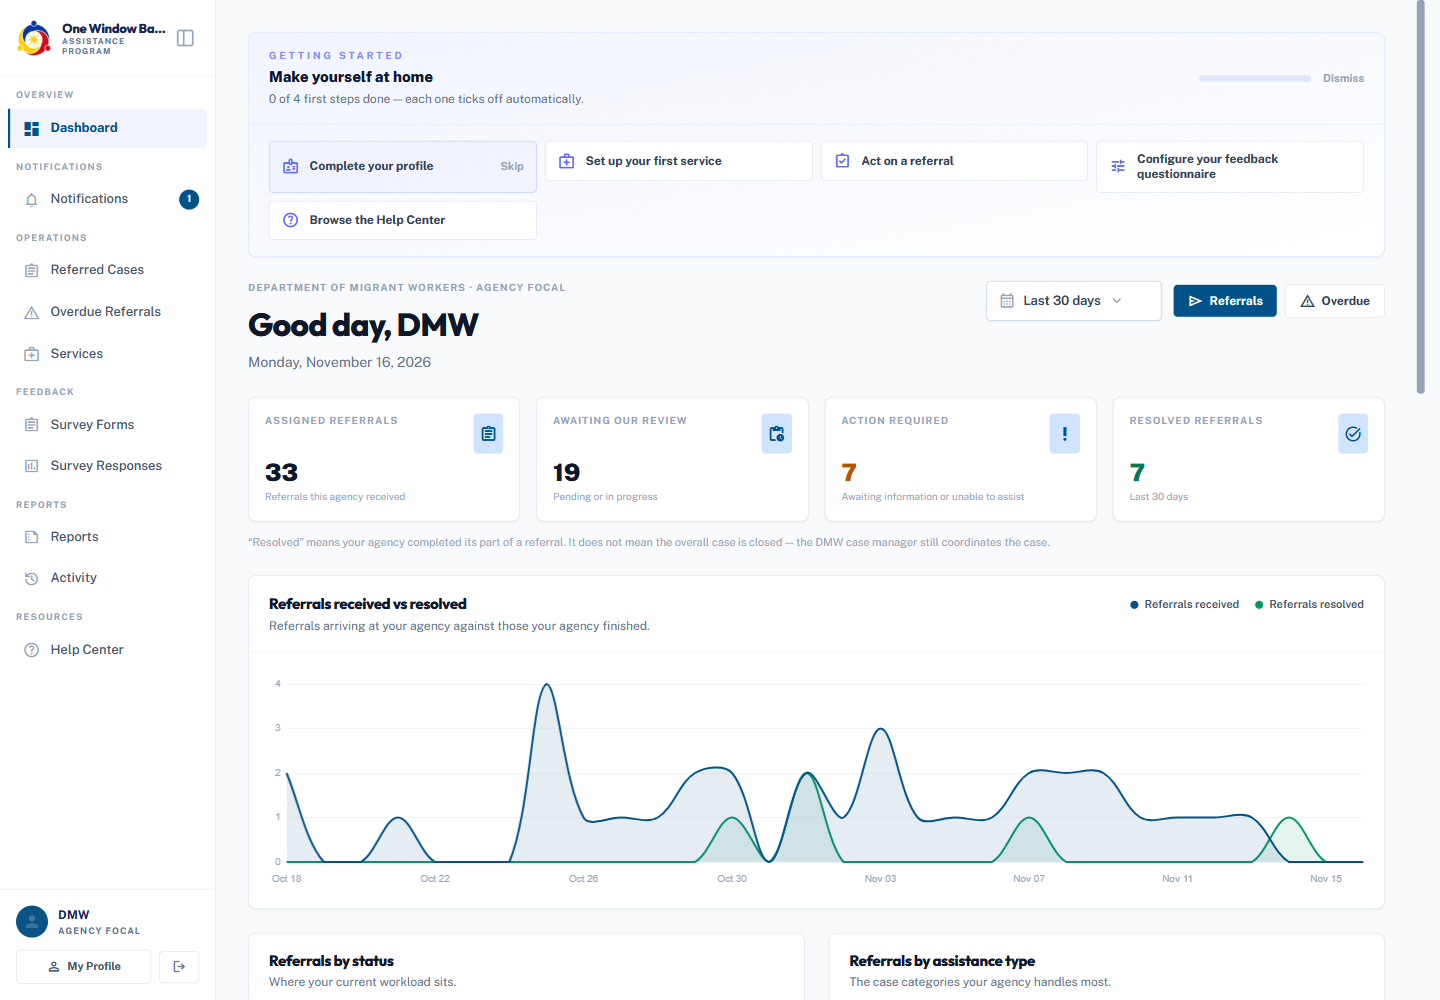 One Window Ba...
ASSISTANCE
PROGRAM
OVERVIEW
Dashboard
NOTIFICATIONS
Notifications
1
OPERATIONS
Referred Cases
Overdue Referrals
Services
FEEDBACK
Survey Forms
Survey Responses
REPORTS
Reports
Activity
RESOURCES
Help Center
DMW
AGENCY FOCAL
My Profile
GETTING STARTED
Make yourself at home
0 of 4 first steps done — each one ticks off automatically.
Dismiss
Complete your profile
Skip
Set up your first service
Act on a referral
Configure your feedback
questionnaire
Browse the Help Center
DEPARTMENT OF MIGRANT WORKERS · AGENCY FOCAL
Good day, DMW
Monday, November 16, 2026
Last 30 days
Referrals
Overdue
ASSIGNED REFERRALS
33
Referrals this agency received
AWAITING OUR REVIEW
19
Pending or in progress
ACTION REQUIRED
7
Awaiting information or unable to assist
RESOLVED REFERRALS
7
Last 30 days
“Resolved” means your agency completed its part of a referral. It does not mean the overall case is closed — the DMW case manager still coordinates the case.
Referrals received vs resolved
Referrals arriving at your agency against those your agency finished.
Referrals received
Referrals resolved
4
3
2
1
0
Oct 18
Oct 22
Oct 26
Oct 30
Nov 03
Nov 07
Nov 11
Nov 15
Referrals by status
Where your current workload sits.
Referrals by assistance type
The case categories your agency handles most.